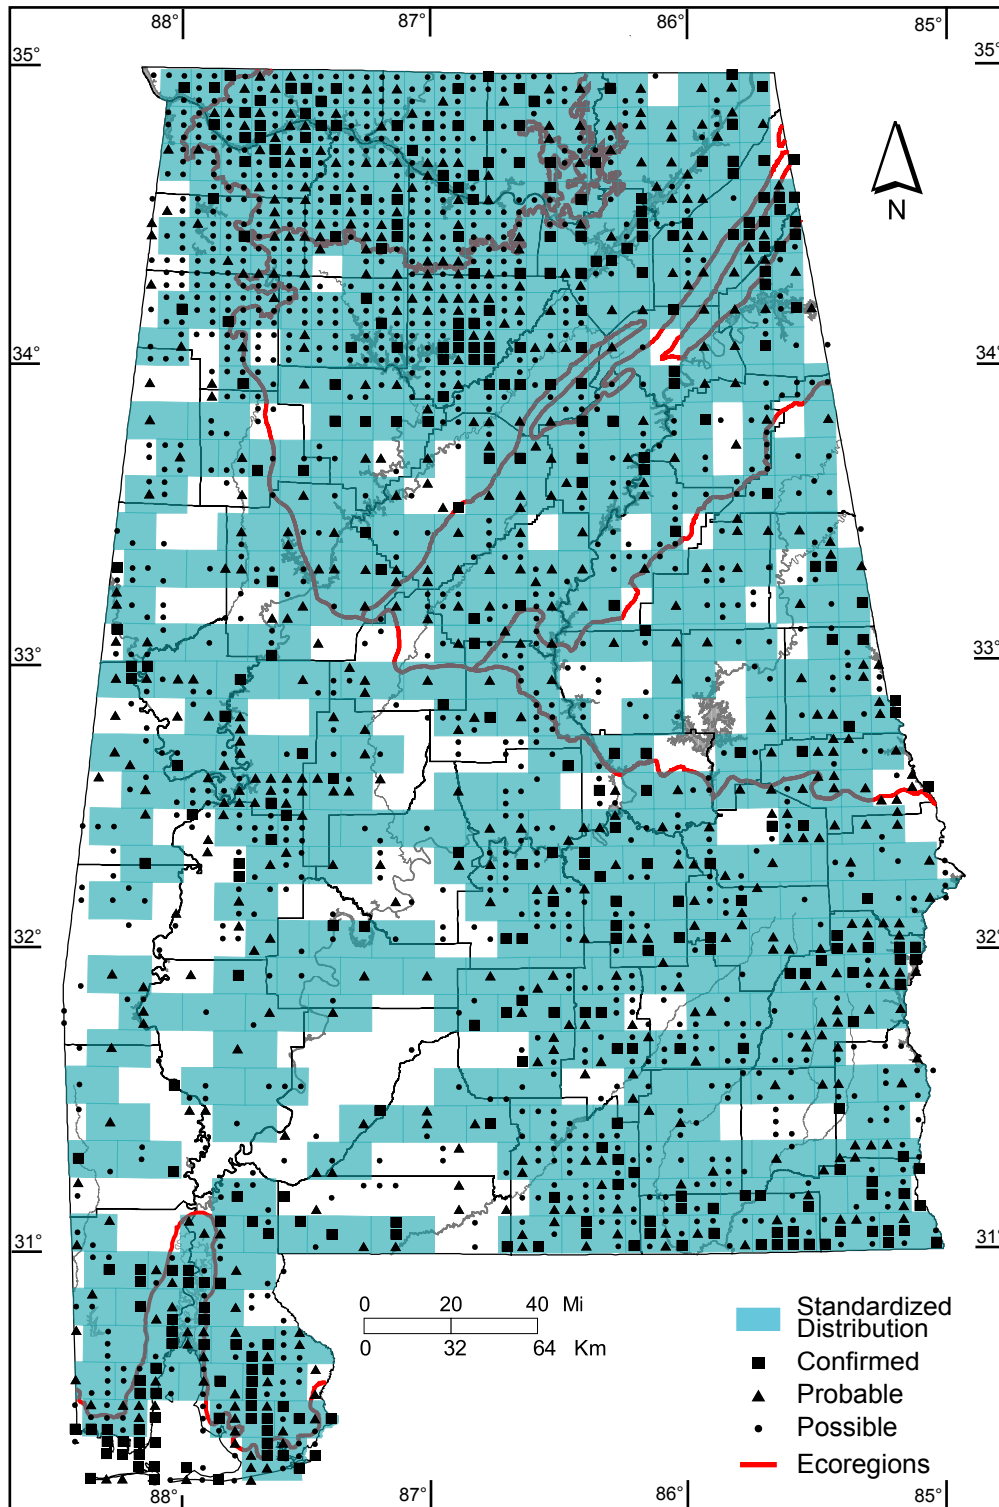 88° 87° 86° 85°
35° 35°
N
34° 34°
33° 33°
32° 32°
31° 31°
0 20 40 Mi
0 32 64 Km
Standardized
Distribution
Confirmed
Probable
Possible
Ecoregions
88° 87° 86° 85°